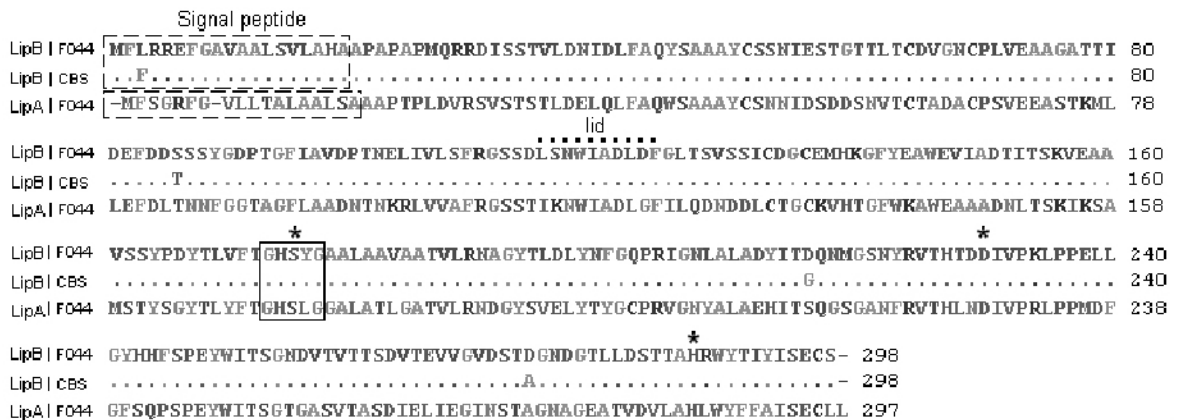 Signal peptide
LipB | F044 MFLRREFGAVAALSVLAHAAPAPAPMQRRDISSTVLDNIDLFAQYSAAAYCSSNIESTGTTLTCDVGNCPLVEAAGATTI 80
LipB | CBS ..F............................................................................. 80
LipA | F044 -MFSGRFG-VLLTALAALSAAAPTPLDVRSVSTSTLDELQLFAQWSAAAYCSNNIDSDDSNVTCTADACPSVEEASTKML 78
lid
LipB | F044 DEFDDSSSYGDPTGFIAVDPTNELIVLSFRGSSDLSNWIADLDFGLTSVSSICDGCEMHKGFYEAWEVIADTITSKVEAA 160
LipB | CBS .....T.......................................................................... 160
LipA | F044 LEFDLTNNFGGTAGFLAADNTNKRLVVAFRGSSTIKNWIADLGFILQDNDDLCTGCKVHTGFWKAWEAAADNLTSKIKSA 158
* *
LipB | F044 VSSYPDYTLVFTGHSYGAALAAVAATVLRNAGYTLDLYNFGQPRIGNLALADYITDQNMGSNYRVTHTDDIVPKLPPELL 240
LipB | CBS .......................................................G........................ 240
LipA | F044 MSTYSGYTLYFTGHSLGGALATLGATVLRNDGYSVELYTYGCPRVGNYALAEHITSQGSGANFRVTHLNDIVPRLPPMDF 238
*
LipB | F044 GYHHFSPEYWITSGNDVTVTTSDVTEVVGVDSTDGNDGTLLDSTTAHRWYTIYISECS- 298
LipB | CBS .................................A........................- 298
LipA | F044 GFSQPSPEYWITSGTGASVTASDIELIEGINSTAGNAGEATVDVLAHLWYFFAISECLL 297